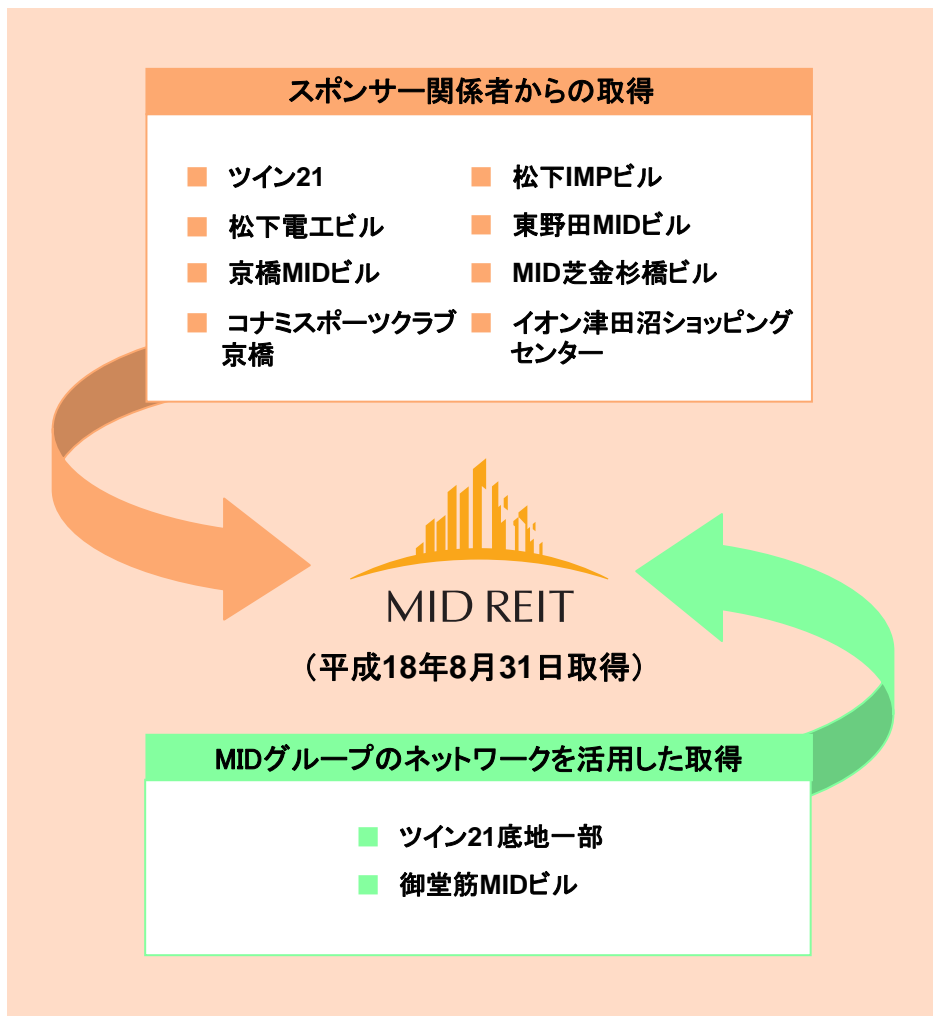 スポンサー関係者からの取得
ツイン21
松下IMPビル
松下電工ビル
東野田MIDビル
京橋MIDビル
MID芝金杉橋ビル
コナミスポーツクラブ
京橋
イオン津田沼ショッピング
センター
MID REIT
（平成18年8月31日取得）
MIDグループのネットワークを活用した取得
ツイン21底地一部
御堂筋MIDビル